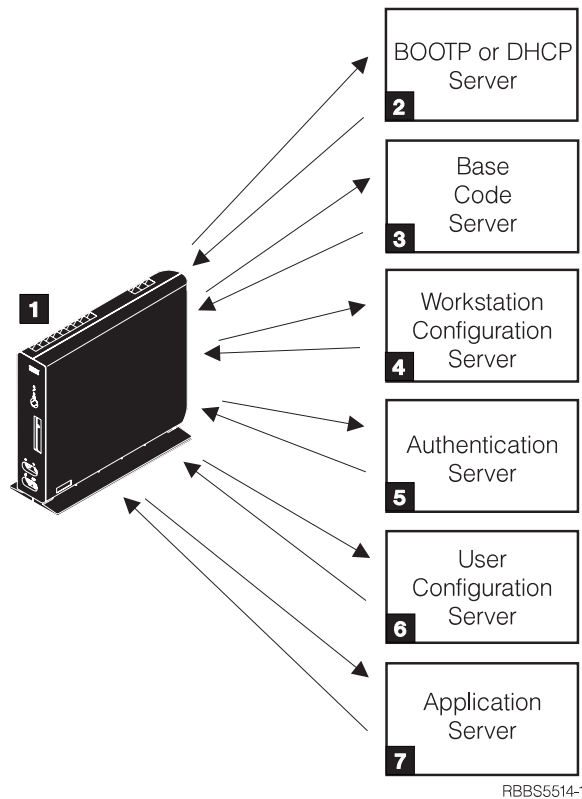 BOOTP or DHCP
Server
2
Base
Code
Server
3
1
Workstation
Configuration
Server
4
Authentication
Server
5
User
Configuration
Server
6
Application
Server
7
RBBS5514-1